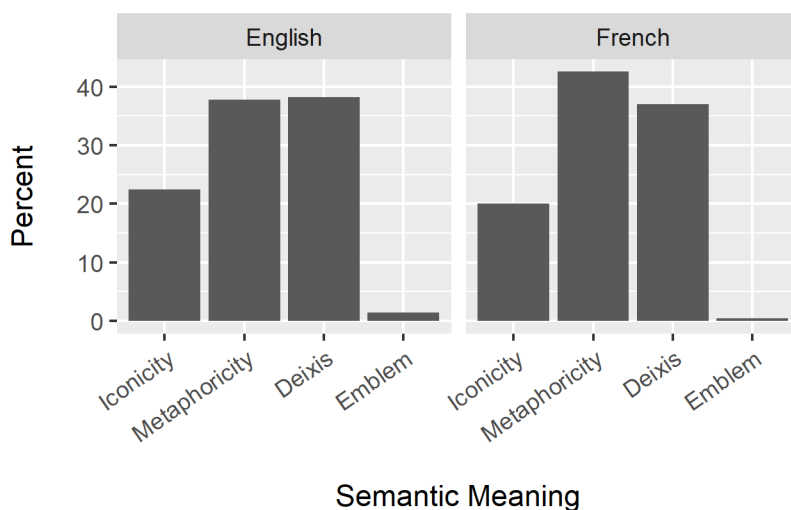 English French
Percent
40
30
20
10
0
Iconicity Metaphoricity Deixis Emblem Iconicity Metaphoricity Deixis Emblem
Semantic Meaning